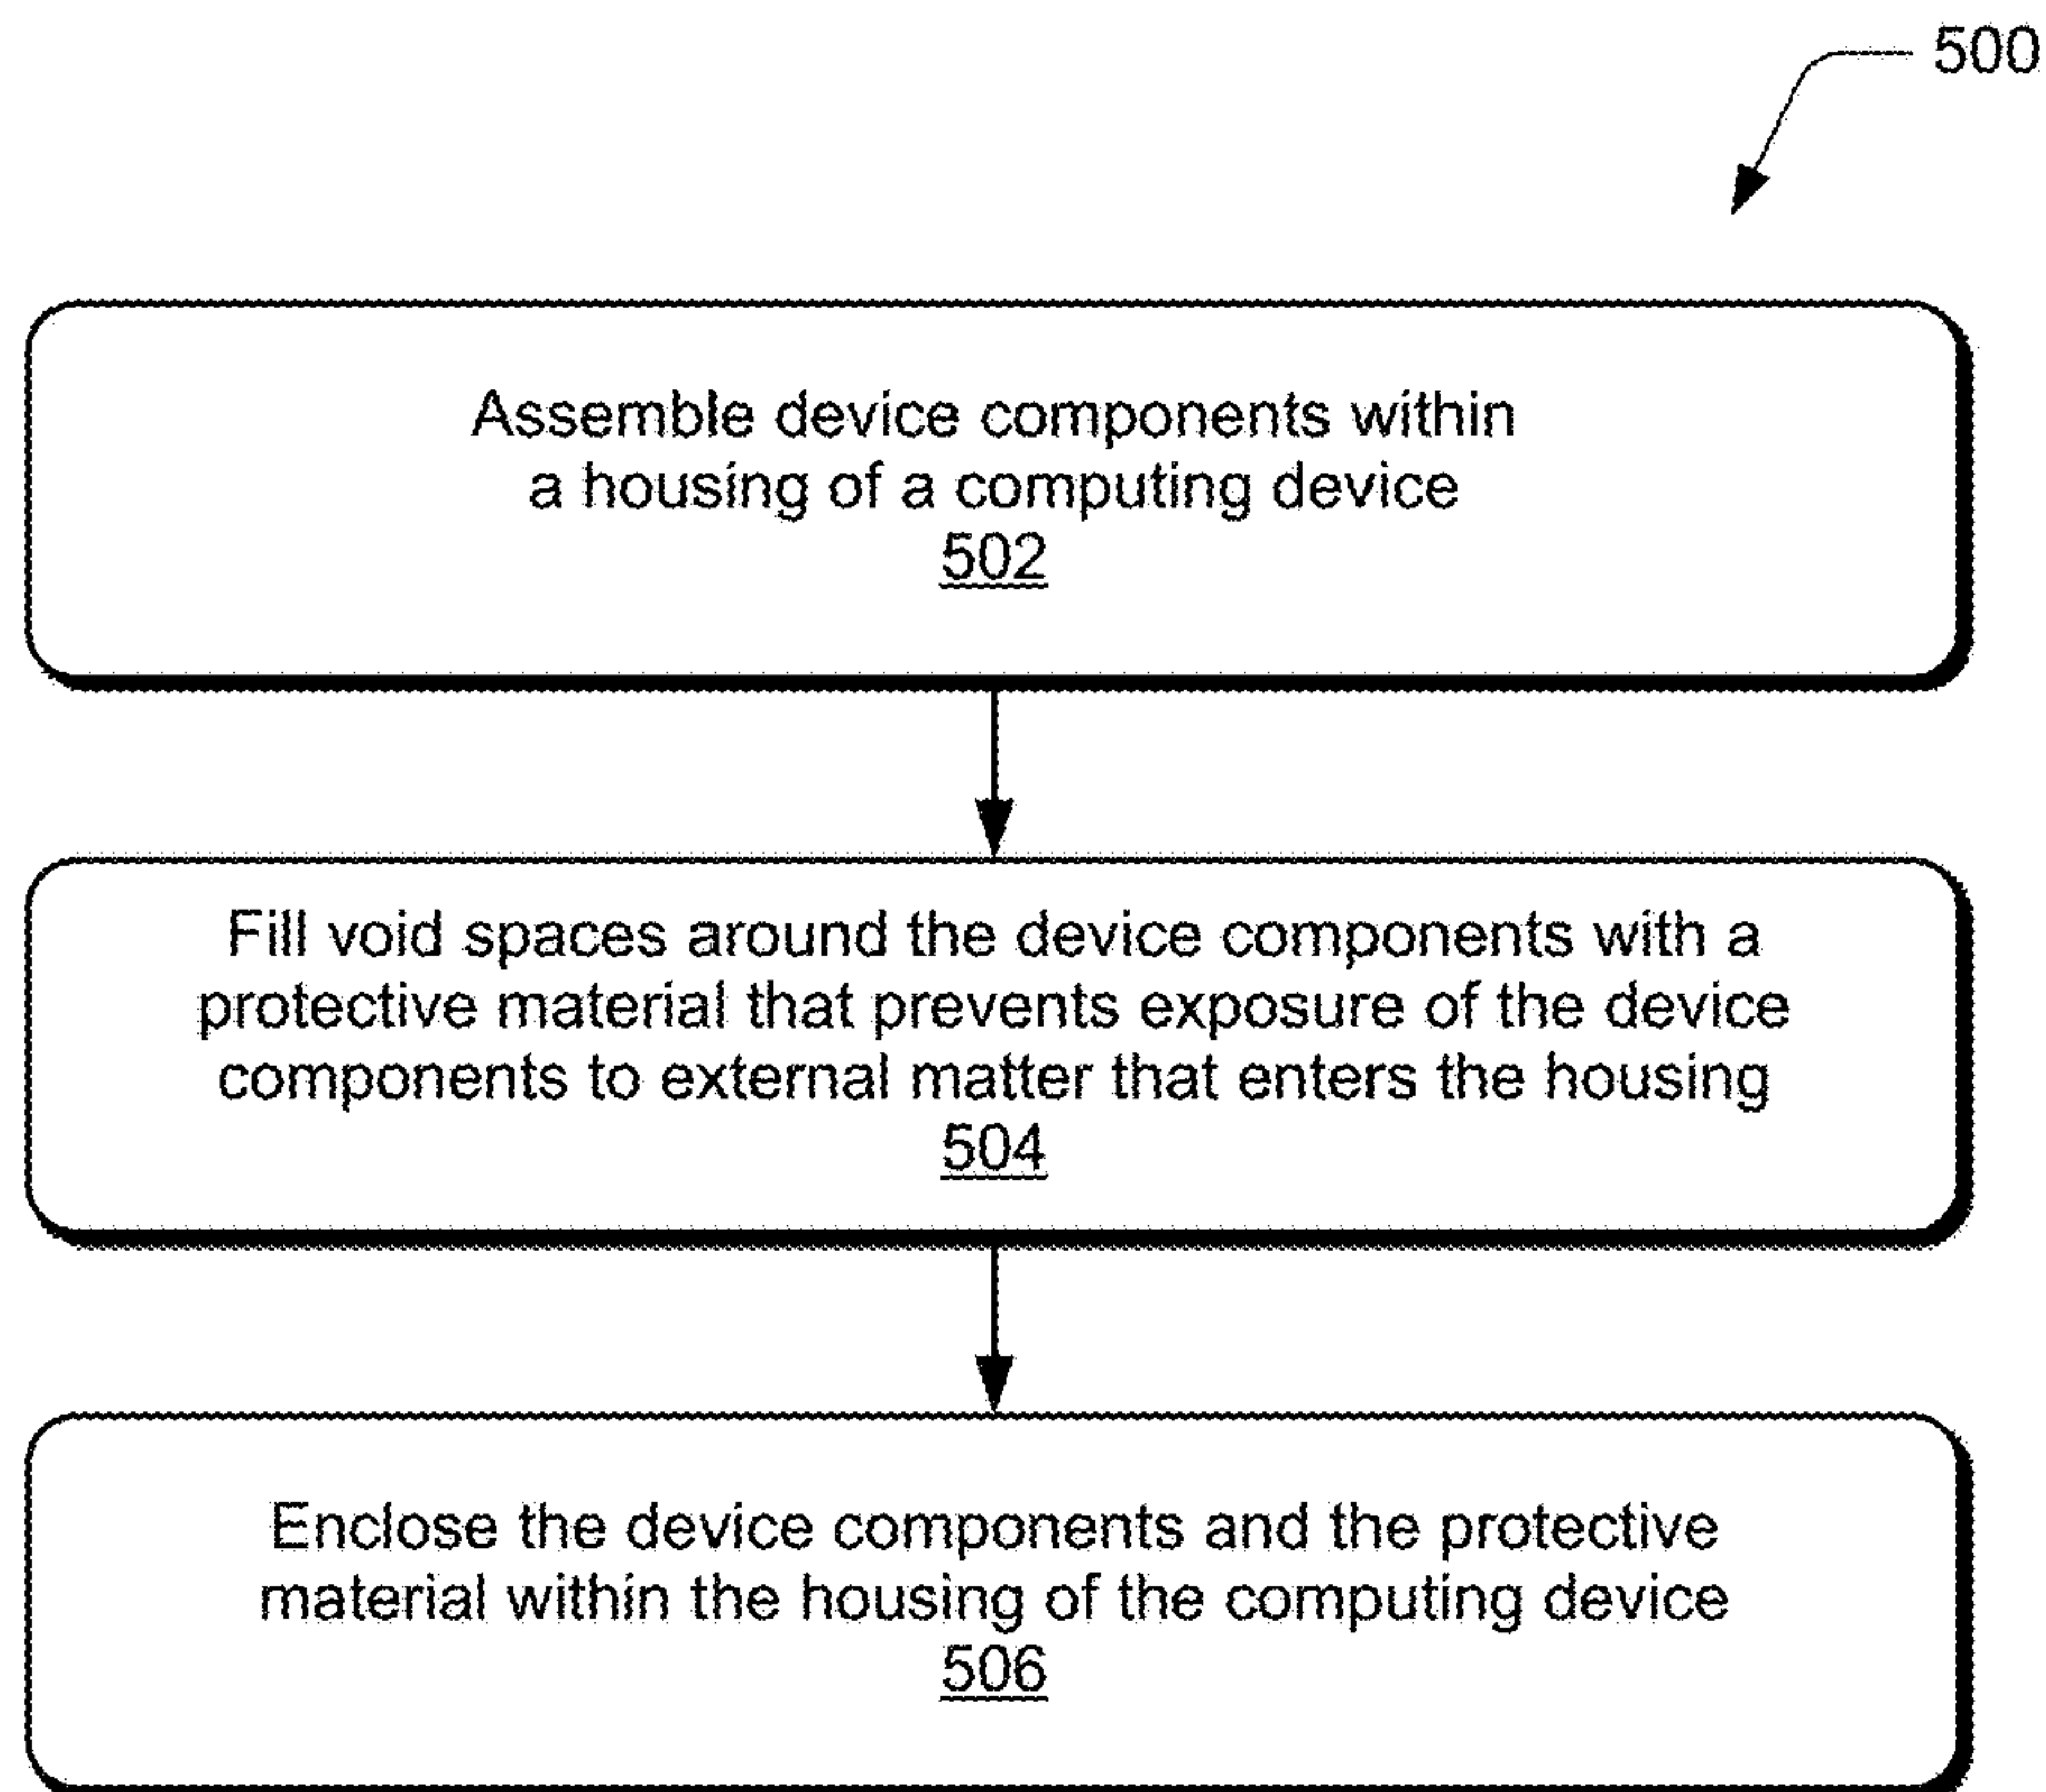 500
Assemble device components within
a housing of a computing device
502
Fill void spaces around the device components with a
protective material that prevents exposure of the device
components to external matter that enters the housing
504
Enclose the device components and the protective
material within the housing of the computing device
506